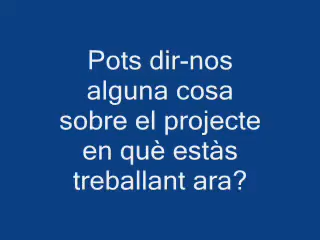 Pots dir-nos
alguna cosa
sobre el projecte
en què estàs
treballant ara?